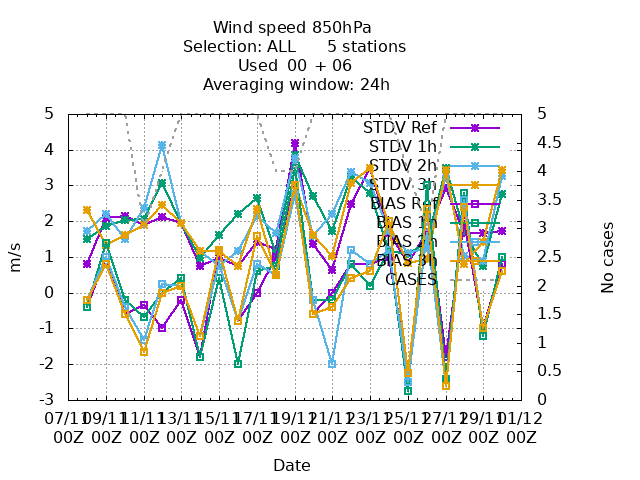 Wind speed 850hPa
Selection: ALL 5 stations
Used 00 + 06
Averaging window: 24h
5 4 3 2 1 0 -1 -2 -3
m/s
5 4.5 4 3.5 3 2.5 2 1.5 1 0.5 0
No cases
STDV Ref
STDV 1h
STDV 2h
STDV 3h
BIAS Ref
BIAS 1h
BIAS 2h
BIAS 3h
CASES
07/11 09/11 11/11 13/11 15/11 17/11 19/11 21/11 23/11 25/11 27/11 29/11 01/12
00Z 00Z 00Z 00Z 00Z 00Z 00Z 00Z 00Z 00Z 00Z 00Z 00Z
Date